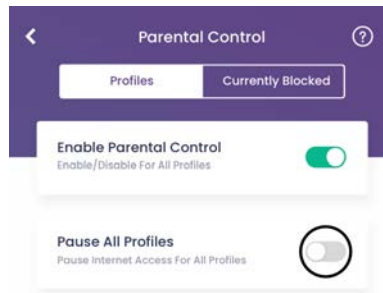 Parental Control
?
Profiles
Currently Blocked
Enable Parental Control
Enable/Disable For All Profiles
Pause All Profiles
Pause Internet Access For All Profiles